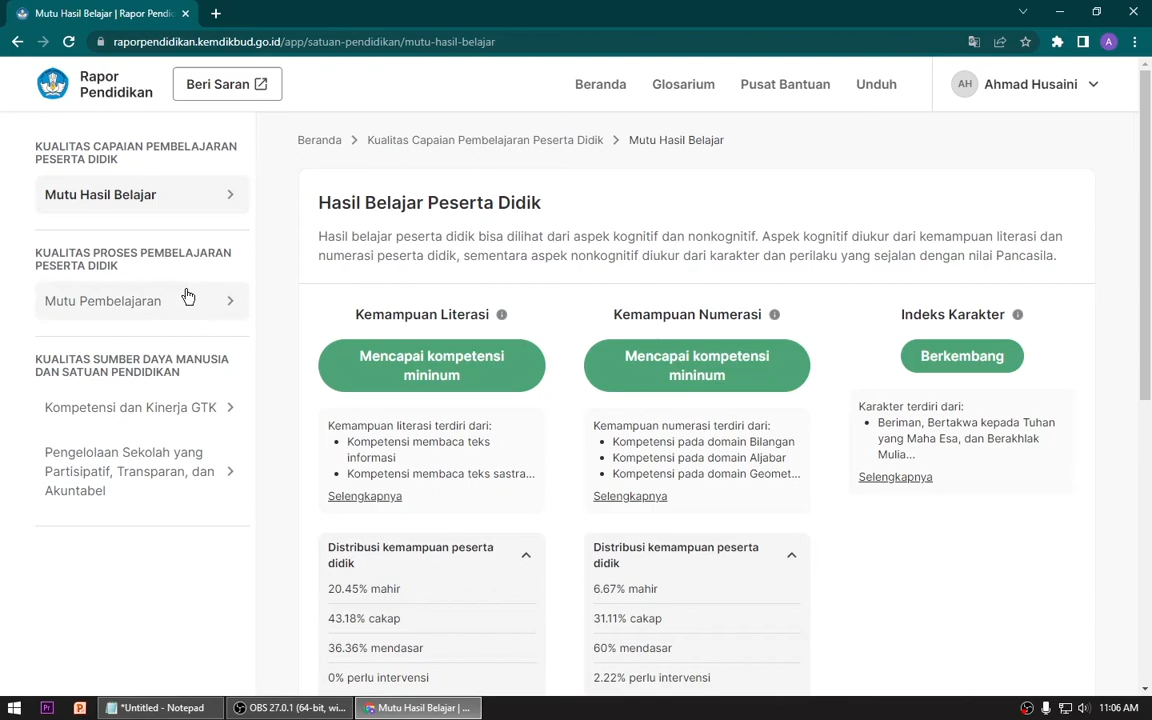 Mutu Hasil Belajar | Rapor Pendic
raporpendidikan.kemdikbud.go.id/app/satuan-pendidikan/mutu-hasil-belajar
A
Rapor
Pendidikan
Beri Saran
Beranda
Glosarium
Pusat Bantuan
Unduh
AH
Ahmad Husaini
KUALITAS CAPAIAN PEMBELAJARAN
PESERTA DIDIK
Mutu Hasil Belajar
KUALITAS PROSES PEMBELAJARAN
PESERTA DIDIK
Mutu Pembelajaran
KUALITAS SUMBER DAYA MANUSIA
DAN SATUAN PENDIDIKAN
Kompetensi dan Kinerja GTK
Pengelolaan Sekolah yang
Partisipatif, Transparan, dan
Akuntabel
Beranda > Kualitas Capaian Pembelajaran Peserta Didik > Mutu Hasil Belajar
Hasil Belajar Peserta Didik
Hasil belajar peserta didik bisa dilihat dari aspek kognitif dan nonkognitif. Aspek kognitif diukur dari kemampuan literasi dan
numerasi peserta didik, sementara aspek nonkognitif diukur dari karakter dan perilaku yang sejalan dengan nilai Pancasila.
Kemampuan Literasi
Mencapai kompetensi
mininum
Kemampuan literasi terdiri dari:
• Kompetensi membaca teks
informasi
• Kompetensi membaca teks sastra...
Selengkapnya
Distribusi kemampuan peserta
didik
20.45% mahir
43.18% cakap
36.36% mendasar
0% perlu intervensi
Kemampuan Numerasi
Mencapai kompetensi
mininum
Kemampuan numerasi terdiri dari:
• Kompetensi pada domain Bilangan
• Kompetensi pada domain Aljabar
• Kompetensi pada domain Geomet...
Selengkapnya
Distribusi kemampuan peserta
didik
6.67% mahir
31.11% cakap
60% mendasar
2.22% perlu intervensi
Indeks Karakter
Berkembang
Karakter terdiri dari:
• Beriman, Bertakwa kepada Tuhan
yang Maha Esa, dan Berakhlak
Mulia...
Selengkapnya
Pr
P
*Untitled - Notepad
OBS 27.0.1 (64-bit, wi...
Mutu Hasil Belajar | ...
11:06 AM